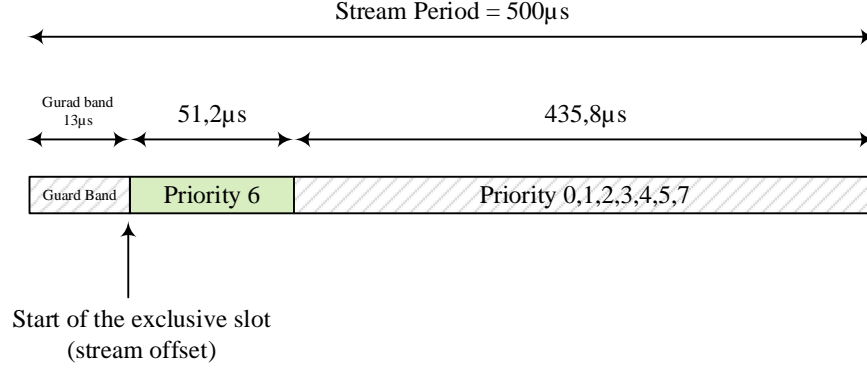 Stream Period = 500µs
Gurad band
13µs
51,2µs
435,8µs
Guard Band
Priority 6
Priority 0,1,2,3,4,5,7
Start of the exclusive slot
(stream offset)